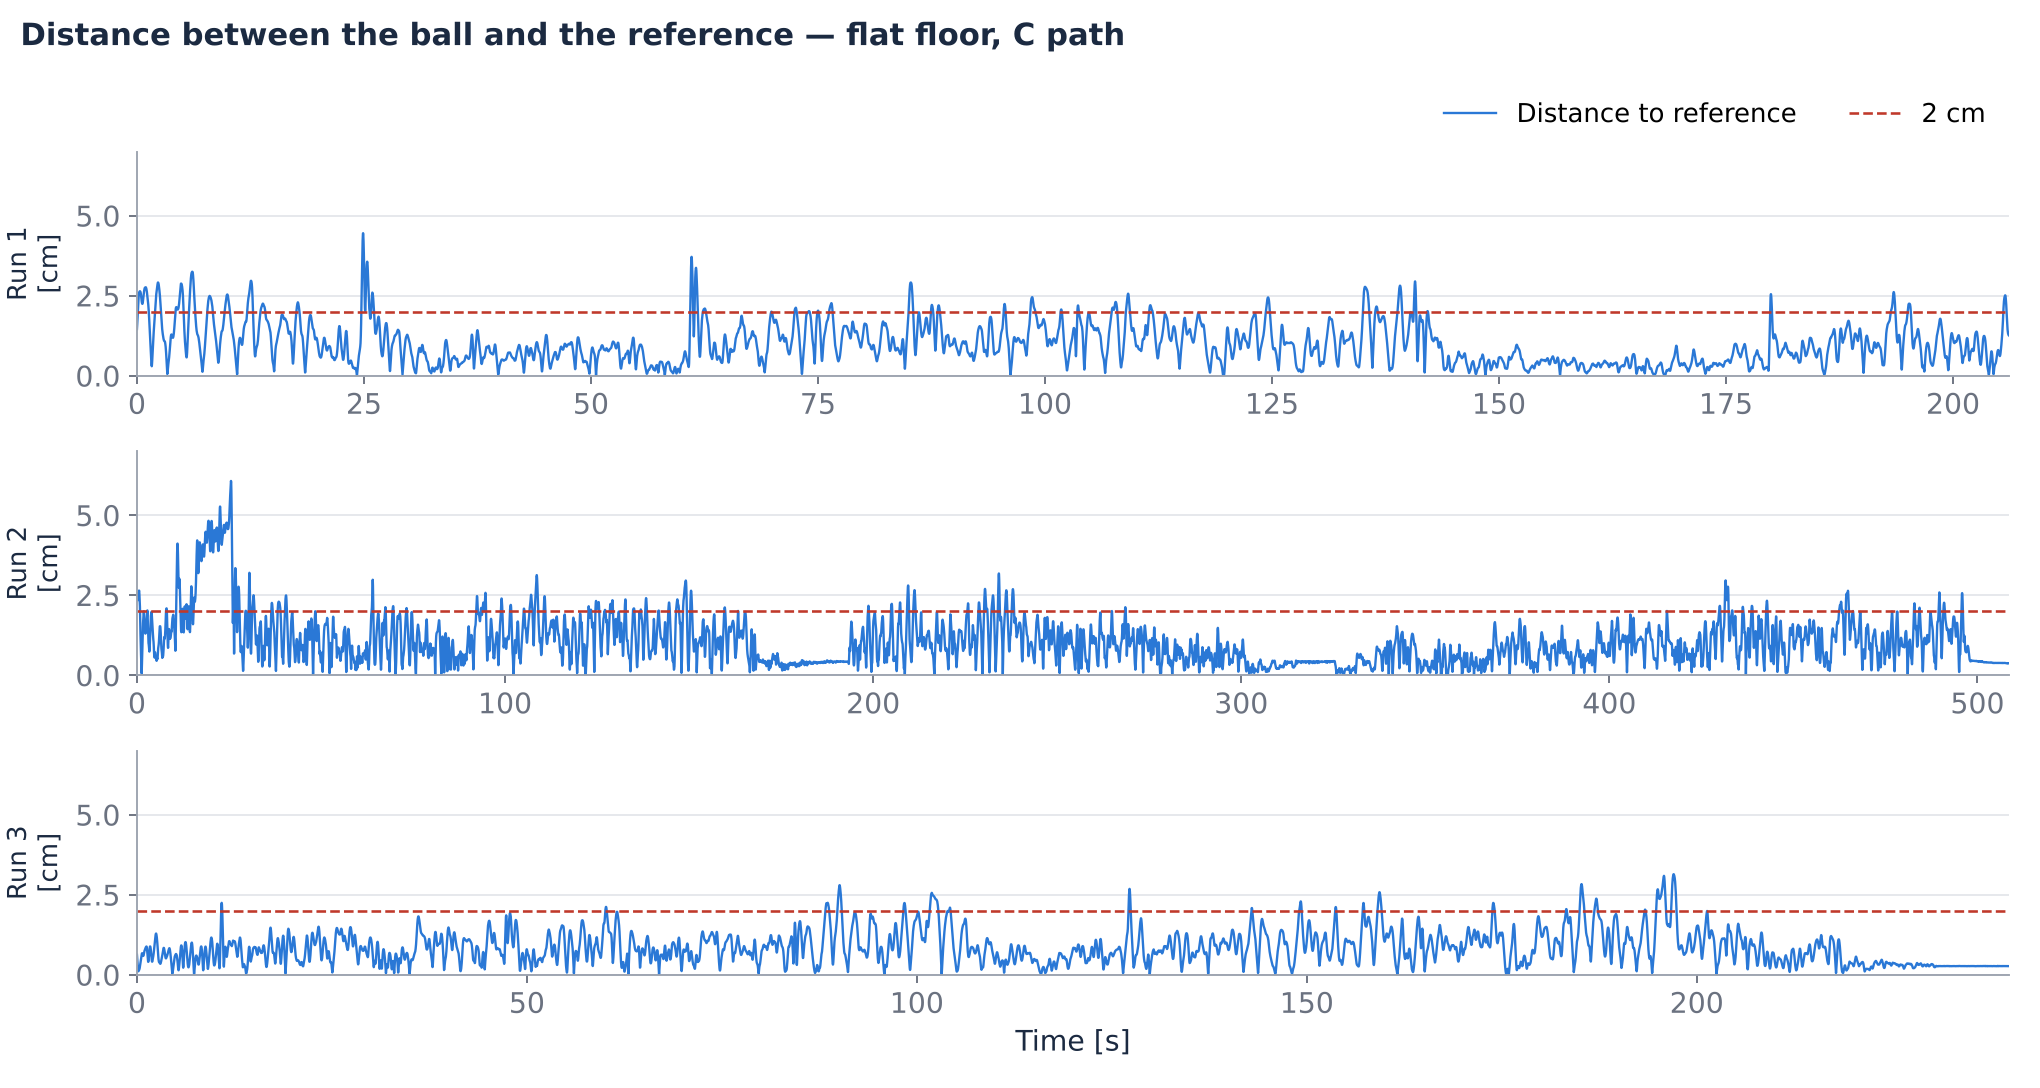 Distance between the ball and the reference — flat floor, C path
Distance to reference
2 cm
Run 1
[cm]
5.0
2.5
0.0
0 25 50 75 100 125 150 175 200
Run 2
[cm]
5.0
2.5
0.0
0 100 200 300 400 500
Run 3
[cm]
5.0
2.5
0.0
0 50 100 150 200
Time [s]